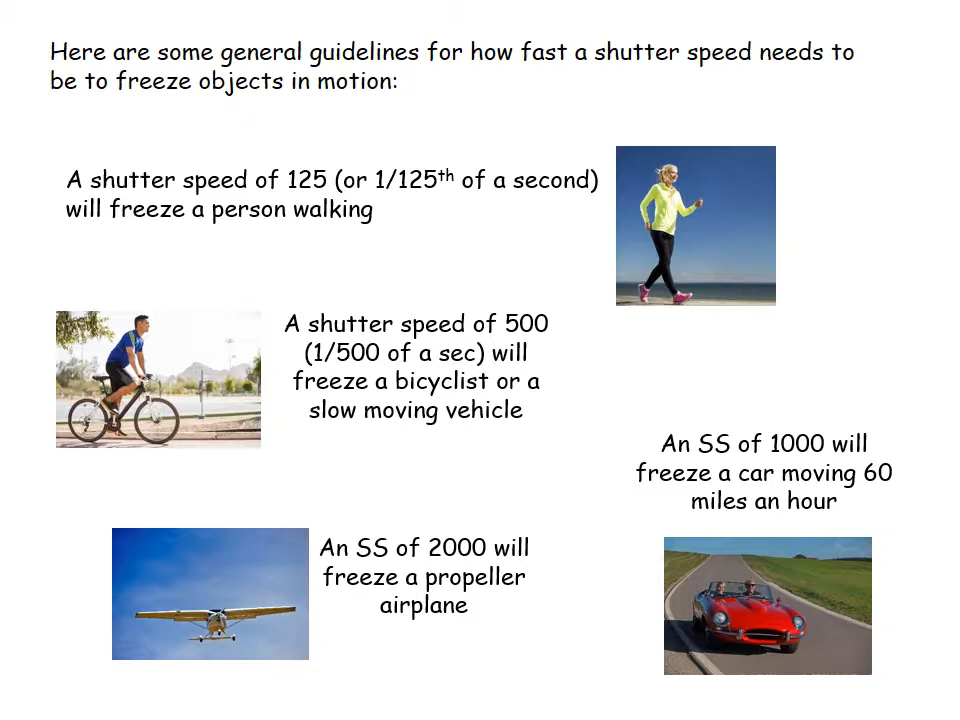 Here are some general guidelines for how fast a shutter speed needs to
be to freeze objects in motion:
A shutter speed of 125 (or 1/125th of a second)
will freeze a person walking
A shutter speed of 500
(1/500 of a sec) will
freeze a bicyclist or a
slow moving vehicle
An SS of 1000 will
freeze a car moving 60
miles an hour
An SS of 2000 will
freeze a propeller
airplane